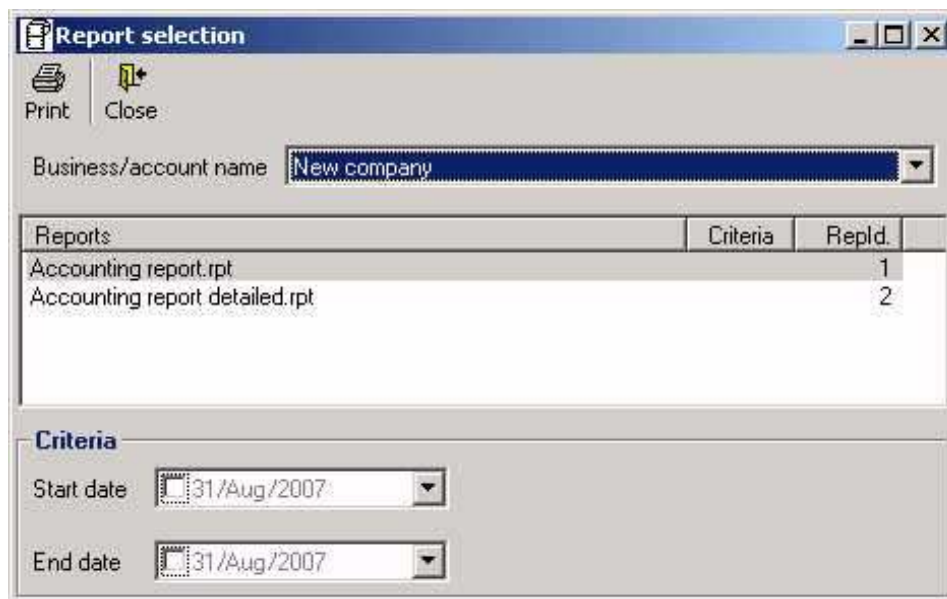 Report selection
Print Close
Business/account name New company
Reports Criteria RepId.
Accounting report.rpt 1
Accounting report detailed.rpt 2
Criteria
Start date 31/Aug/2007
End date 31/Aug/2007